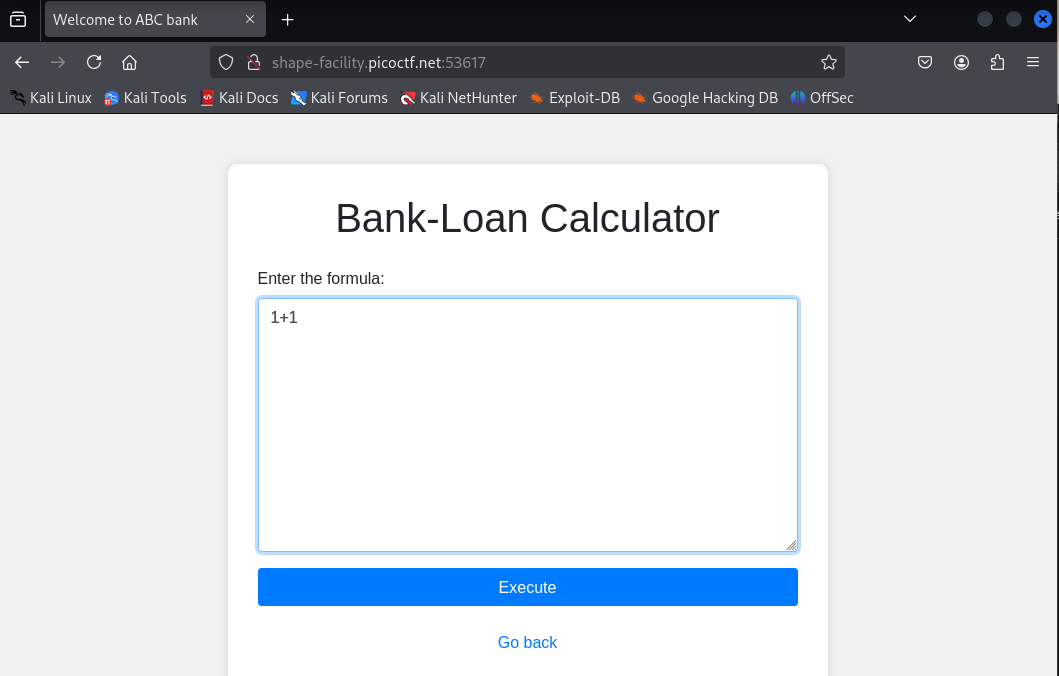 Welcome to ABC bank
shape-facility.picoctf.net:53617
Kali Linux Kali Tools Kali Docs Kali Forums Kali NetHunter Exploit-DB Google Hacking DB OffSec
Bank-Loan Calculator
Enter the formula:
1+1
Execute
Go back